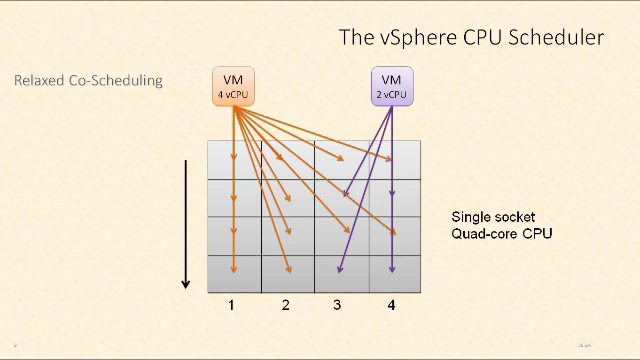 The vSphere CPU Scheduler
Relaxed Co-Scheduling
VM
4 vCPU
VM
2 vCPU
Single socket
Quad-core CPU
1 2 3 4